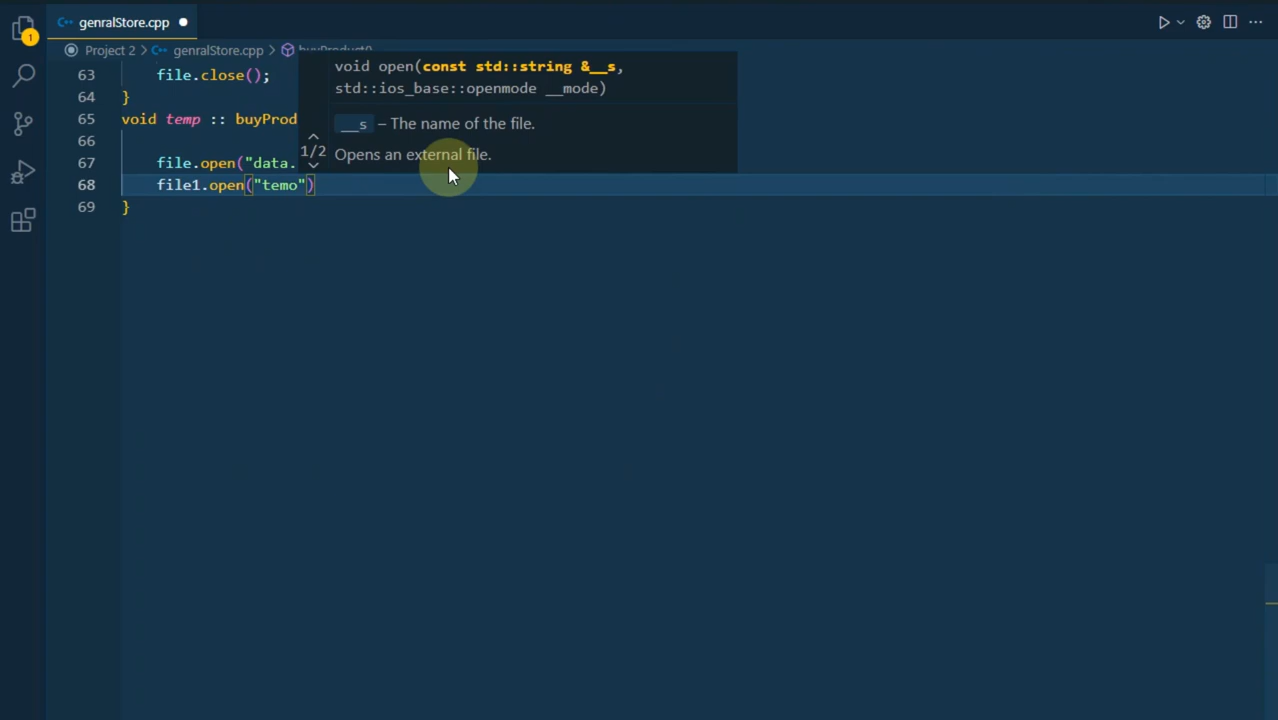 genralStore.cpp
1
Project 2 > genralStore.cpp >
63 file.close();
64 }
65 void temp :: buyProd
66
67 file.open("data.
68 file1.open("temo")
69 }
void open(const std::string &__s,
std::ios_base::openmode __mode)
__s – The name of the file.
1/2
Opens an external file.